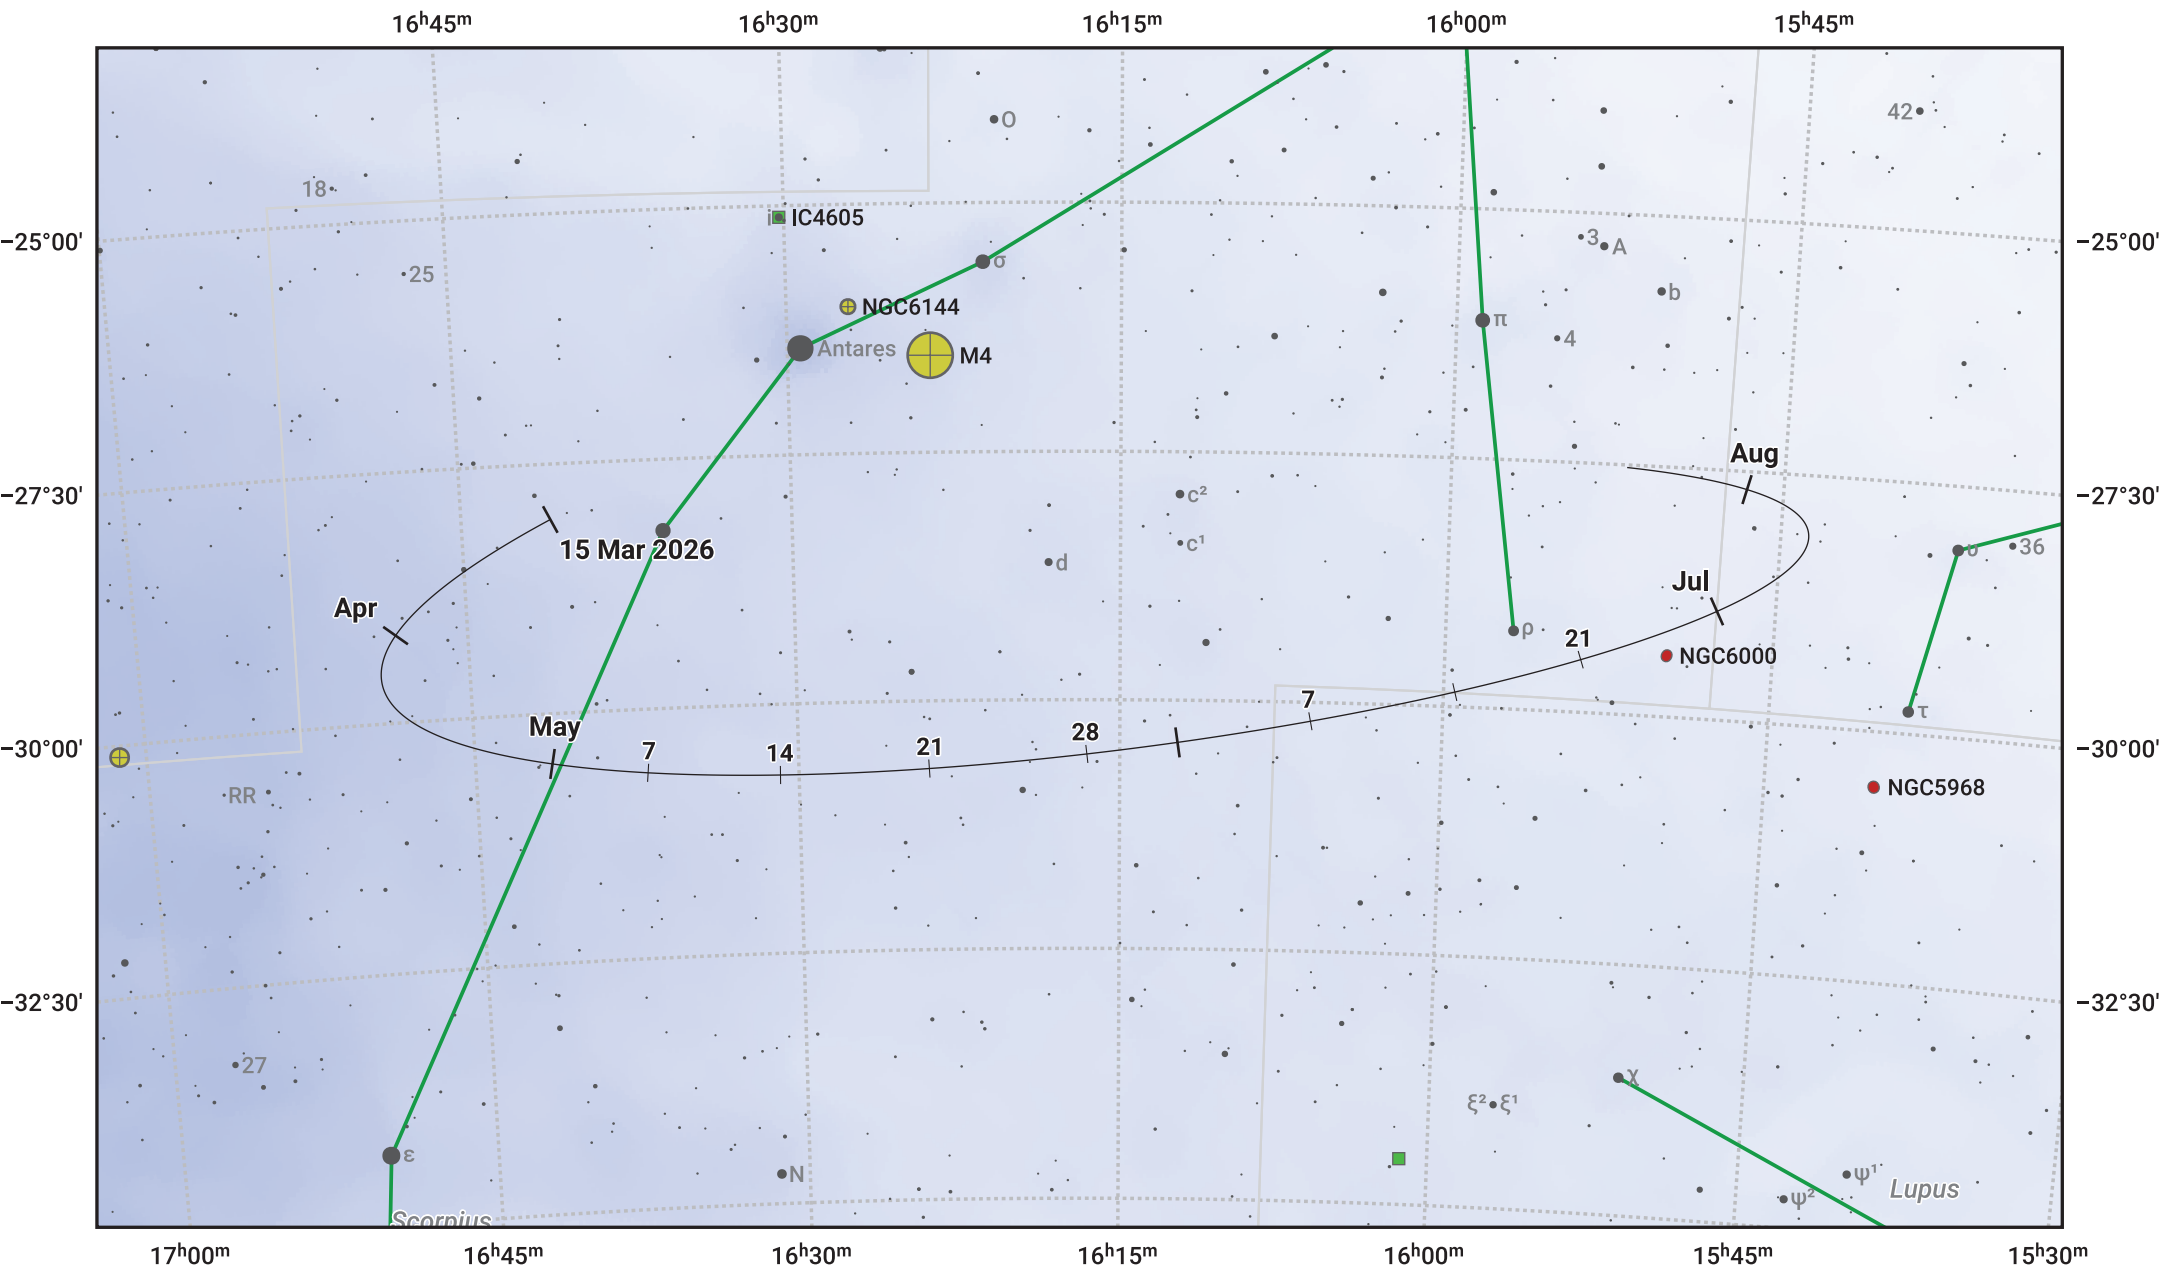 16ʰ45ᵐ 16ʰ30ᵐ 16ʰ15ᵐ 16ʰ00ᵐ 15ʰ45ᵐ
O
42
18
i IC4605
−25°00' −25°00'
3 A
25
σ
b
NGC6144
π
4
Antares M4
Aug
−27°30' −27°30'
c²
15 Mar 2026
c¹
υ 36
d
Jul
Apr
ρ
21
NGC6000
7
τ
May
28
−30°00' −30°00'
7 14 21
NGC5968
RR
−32°30' −32°30'
27
χ
ξ² ξ¹
ε
N
ψ¹
Lupus
ψ²
Scorpius
17ʰ00ᵐ 16ʰ45ᵐ 16ʰ30ᵐ 16ʰ15ᵐ 16ʰ00ᵐ 15ʰ45ᵐ 15ʰ30ᵐ